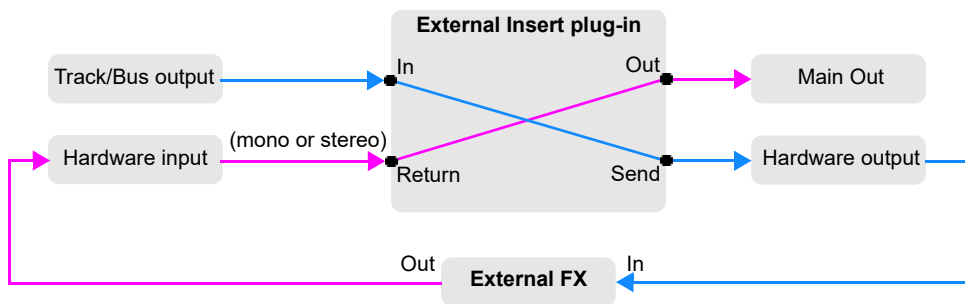 External Insert plug-in
In
Out
Track/Bus output
Main Out
(mono or stereo)
Hardware input
Hardware output
Return
Send
Out
In
External FX